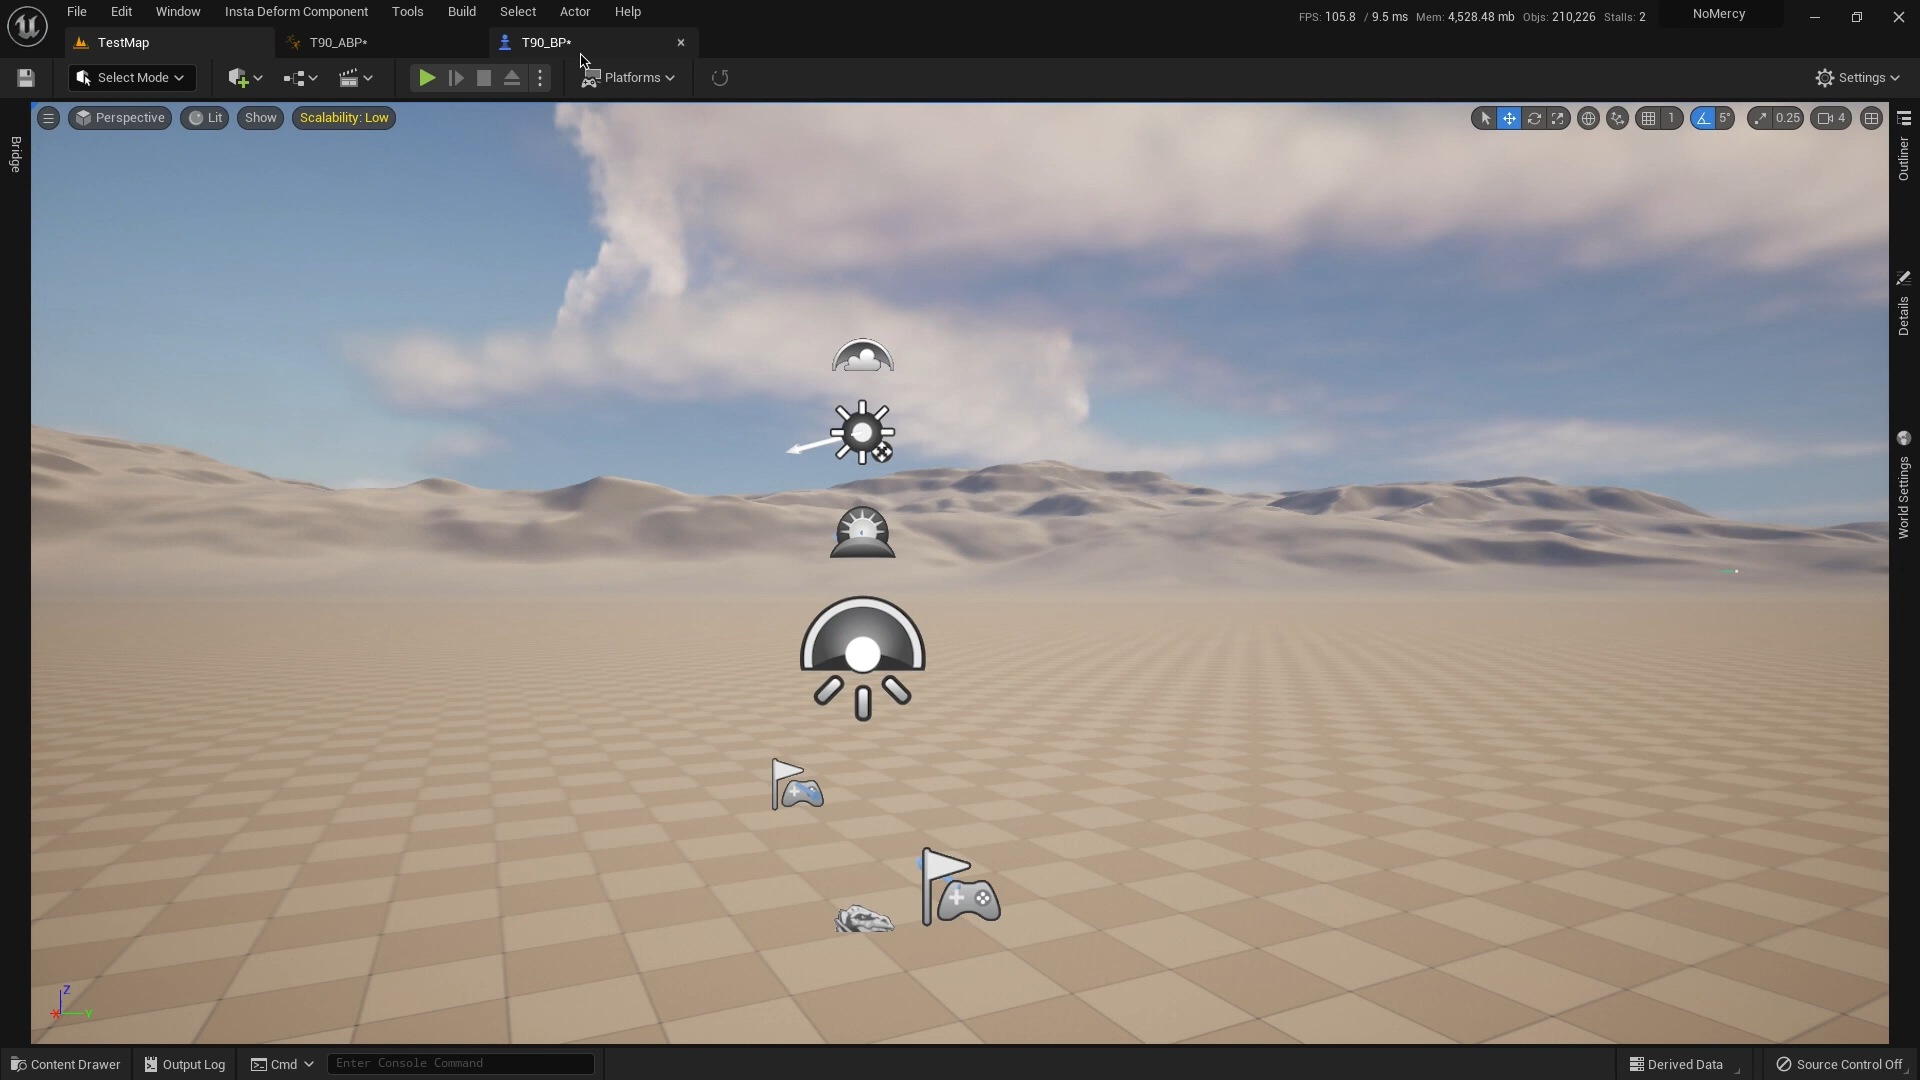 File Edit Window Insta Deform Component Tools Build Select Actor Help
FPS: 105.8 / 9.5 ms Mem: 4,528.48 mb Objs: 210,226 Stalls: 2
NoMercy
TestMap
T90_ABP*
T90_BP*
Select Mode
Platforms
Settings
Perspective
Lit
Show
Scalability: Low
1
5°
0.25
4
Bridge
Outliner
Details
World Settings
Z
X
Y
Content Drawer
Output Log
Cmd
Enter Console Command
Derived Data
Source Control Off